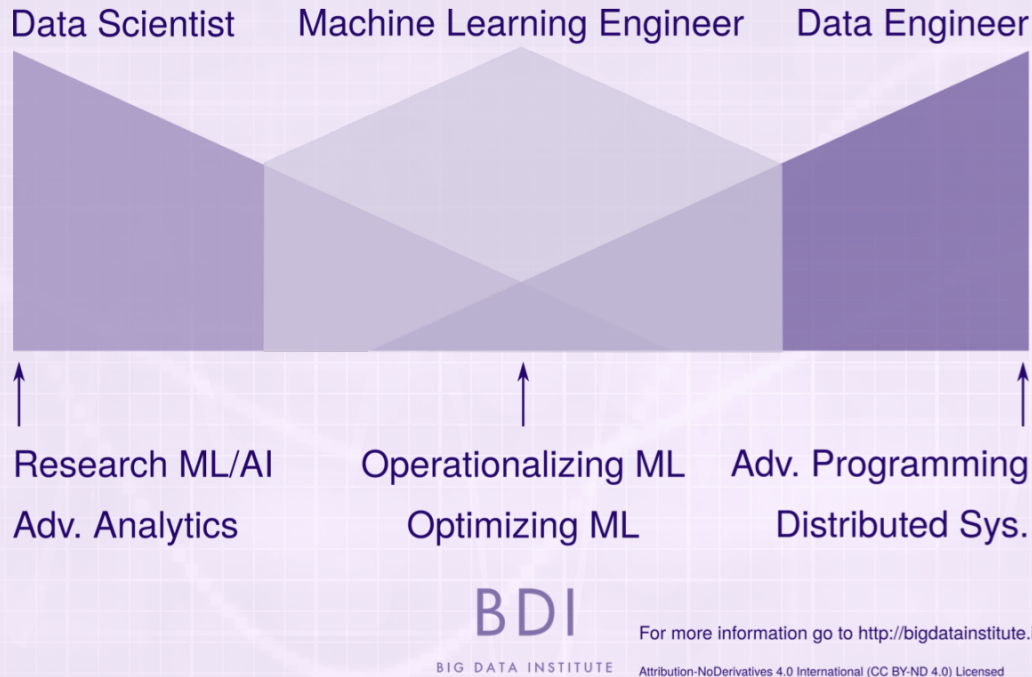 Data Scientist
Machine Learning Engineer
Data Engineer
Research ML/AI
Adv. Analytics
Operationalizing ML
Optimizing ML
Adv. Programming
Distributed Sys.
BDI
BIG DATA INSTITUTE
For more information go to http://bigdatainstitute.i
Attribution-NoDerivatives 4.0 International (CC BY-ND 4.0) Licensed